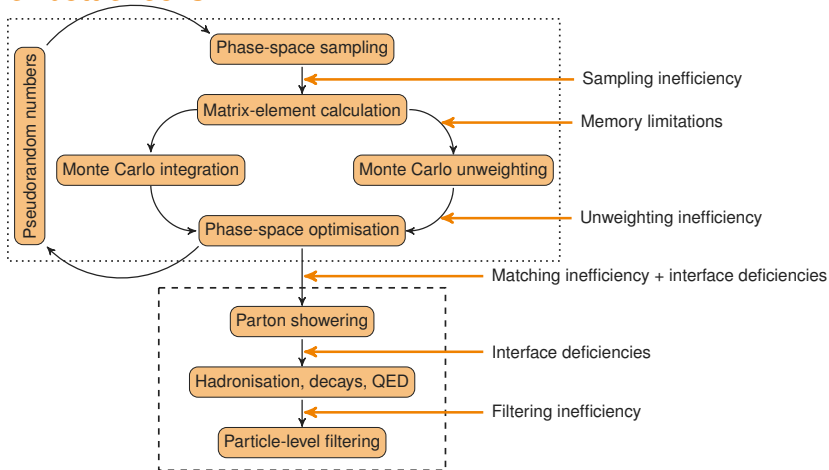 Phase-space sampling
Pseudorandom numbers
Sampling inefficiency
Matrix-element calculation
Memory limitations
Monte Carlo integration
Monte Carlo unweighting
Unweighting inefficiency
Phase-space optimisation
Matching inefficiency + interface deficiencies
Parton showering
Interface deficiencies
Hadronisation, decays, QED
Filtering inefficiency
Particle-level filtering